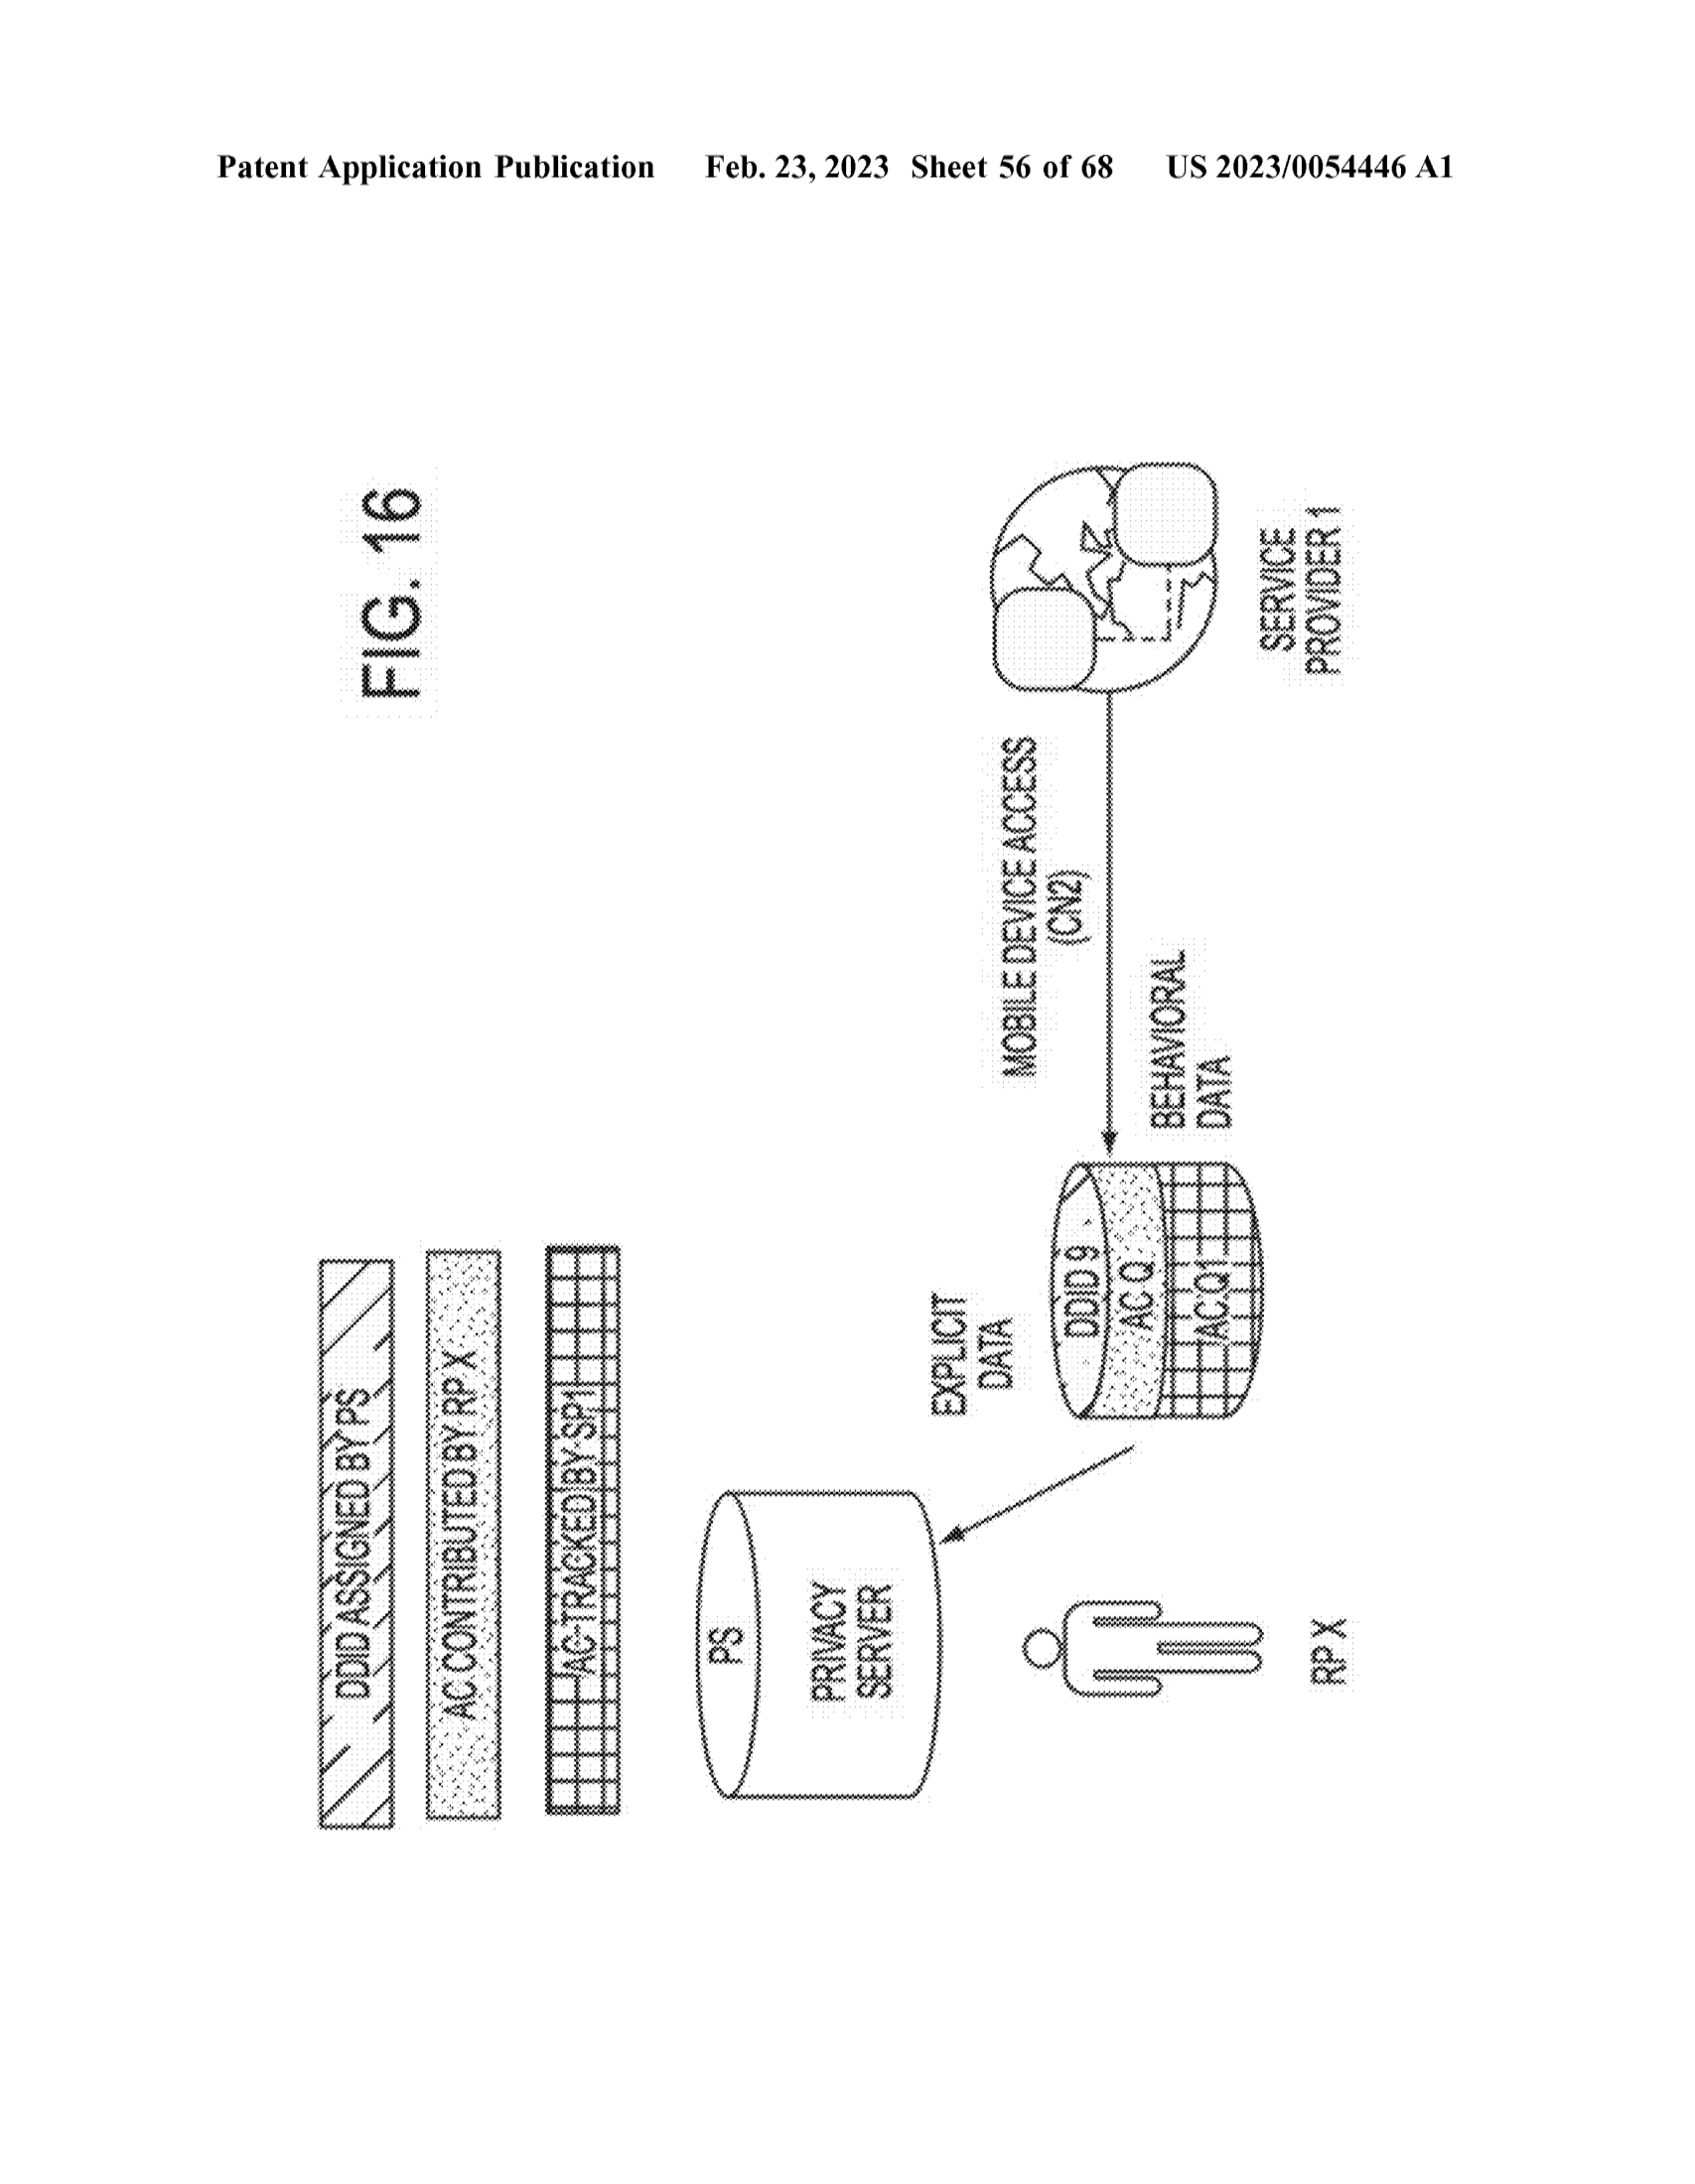 Patent Application Publication Feb. 23, 2023 Sheet 56 of 68 US 2023/0054446 A1
FIG. 16
DDID ASSIGNED BY PS
AC CONTRIBUTED BY RP X
AC-TRACKED BY SP1
PS
PRIVACY
SERVER
EXPLICIT
DATA
DDID 9
AC Q
AC Q1
MOBILE DEVICE ACCESS
(CN2)
BEHAVIORAL
DATA
SERVICE
PROVIDER 1
RP X